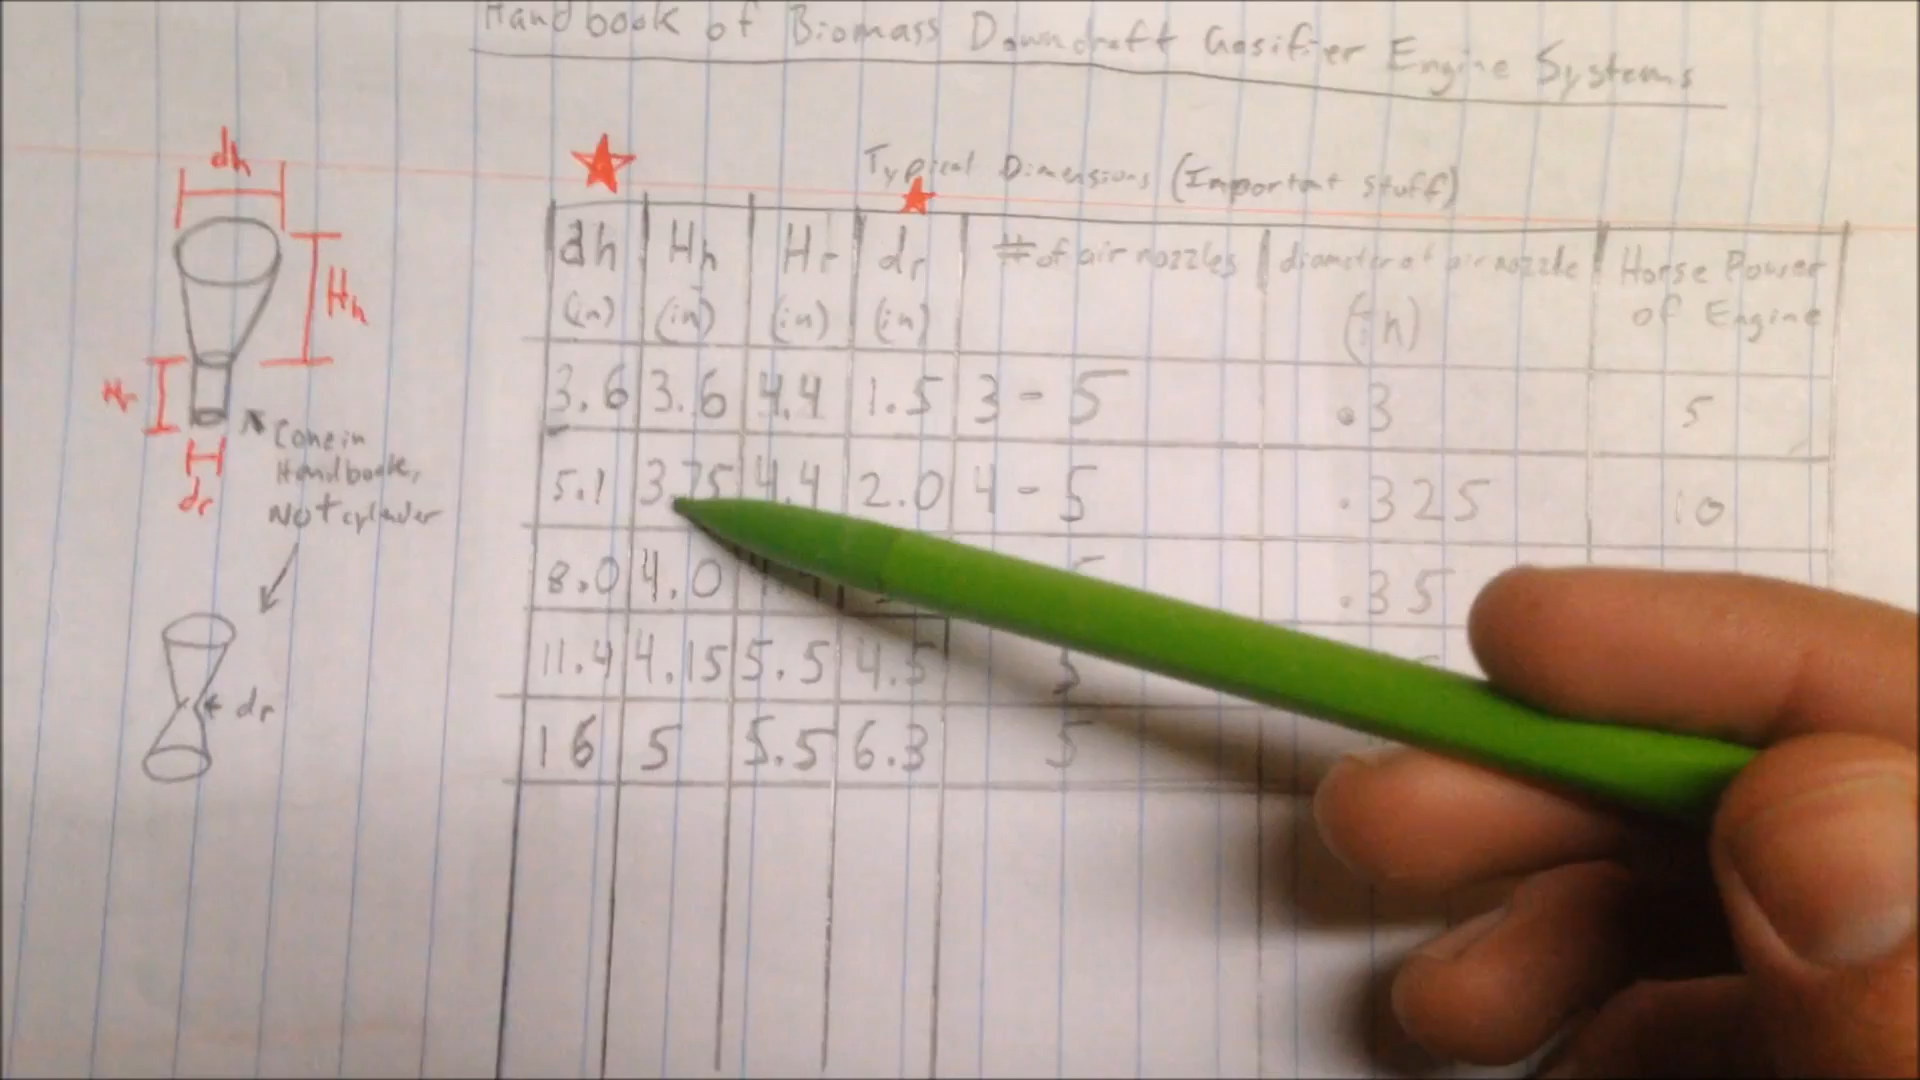 Handbook of Biomass Downdraft Gasifier Engine Systems
Typical Dimensions (Important stuff)
dh (in) Hh (in) Hr (in) dr (in) # of air nozzles diameter of air nozzle (in) Horse Power of Engine
3.6 3.6 4.4 1.5 3 - 5 .3 5
5.1 3.75 4.4 2.0 4 - 5 .325 10
8.0 4.0 .35
11.4 4.15 5.5 4.5 5
16 5 5.5 6.3 5
dh
Hh
Hr
dr
Cone in
Handbook,
Not cylinder
dr